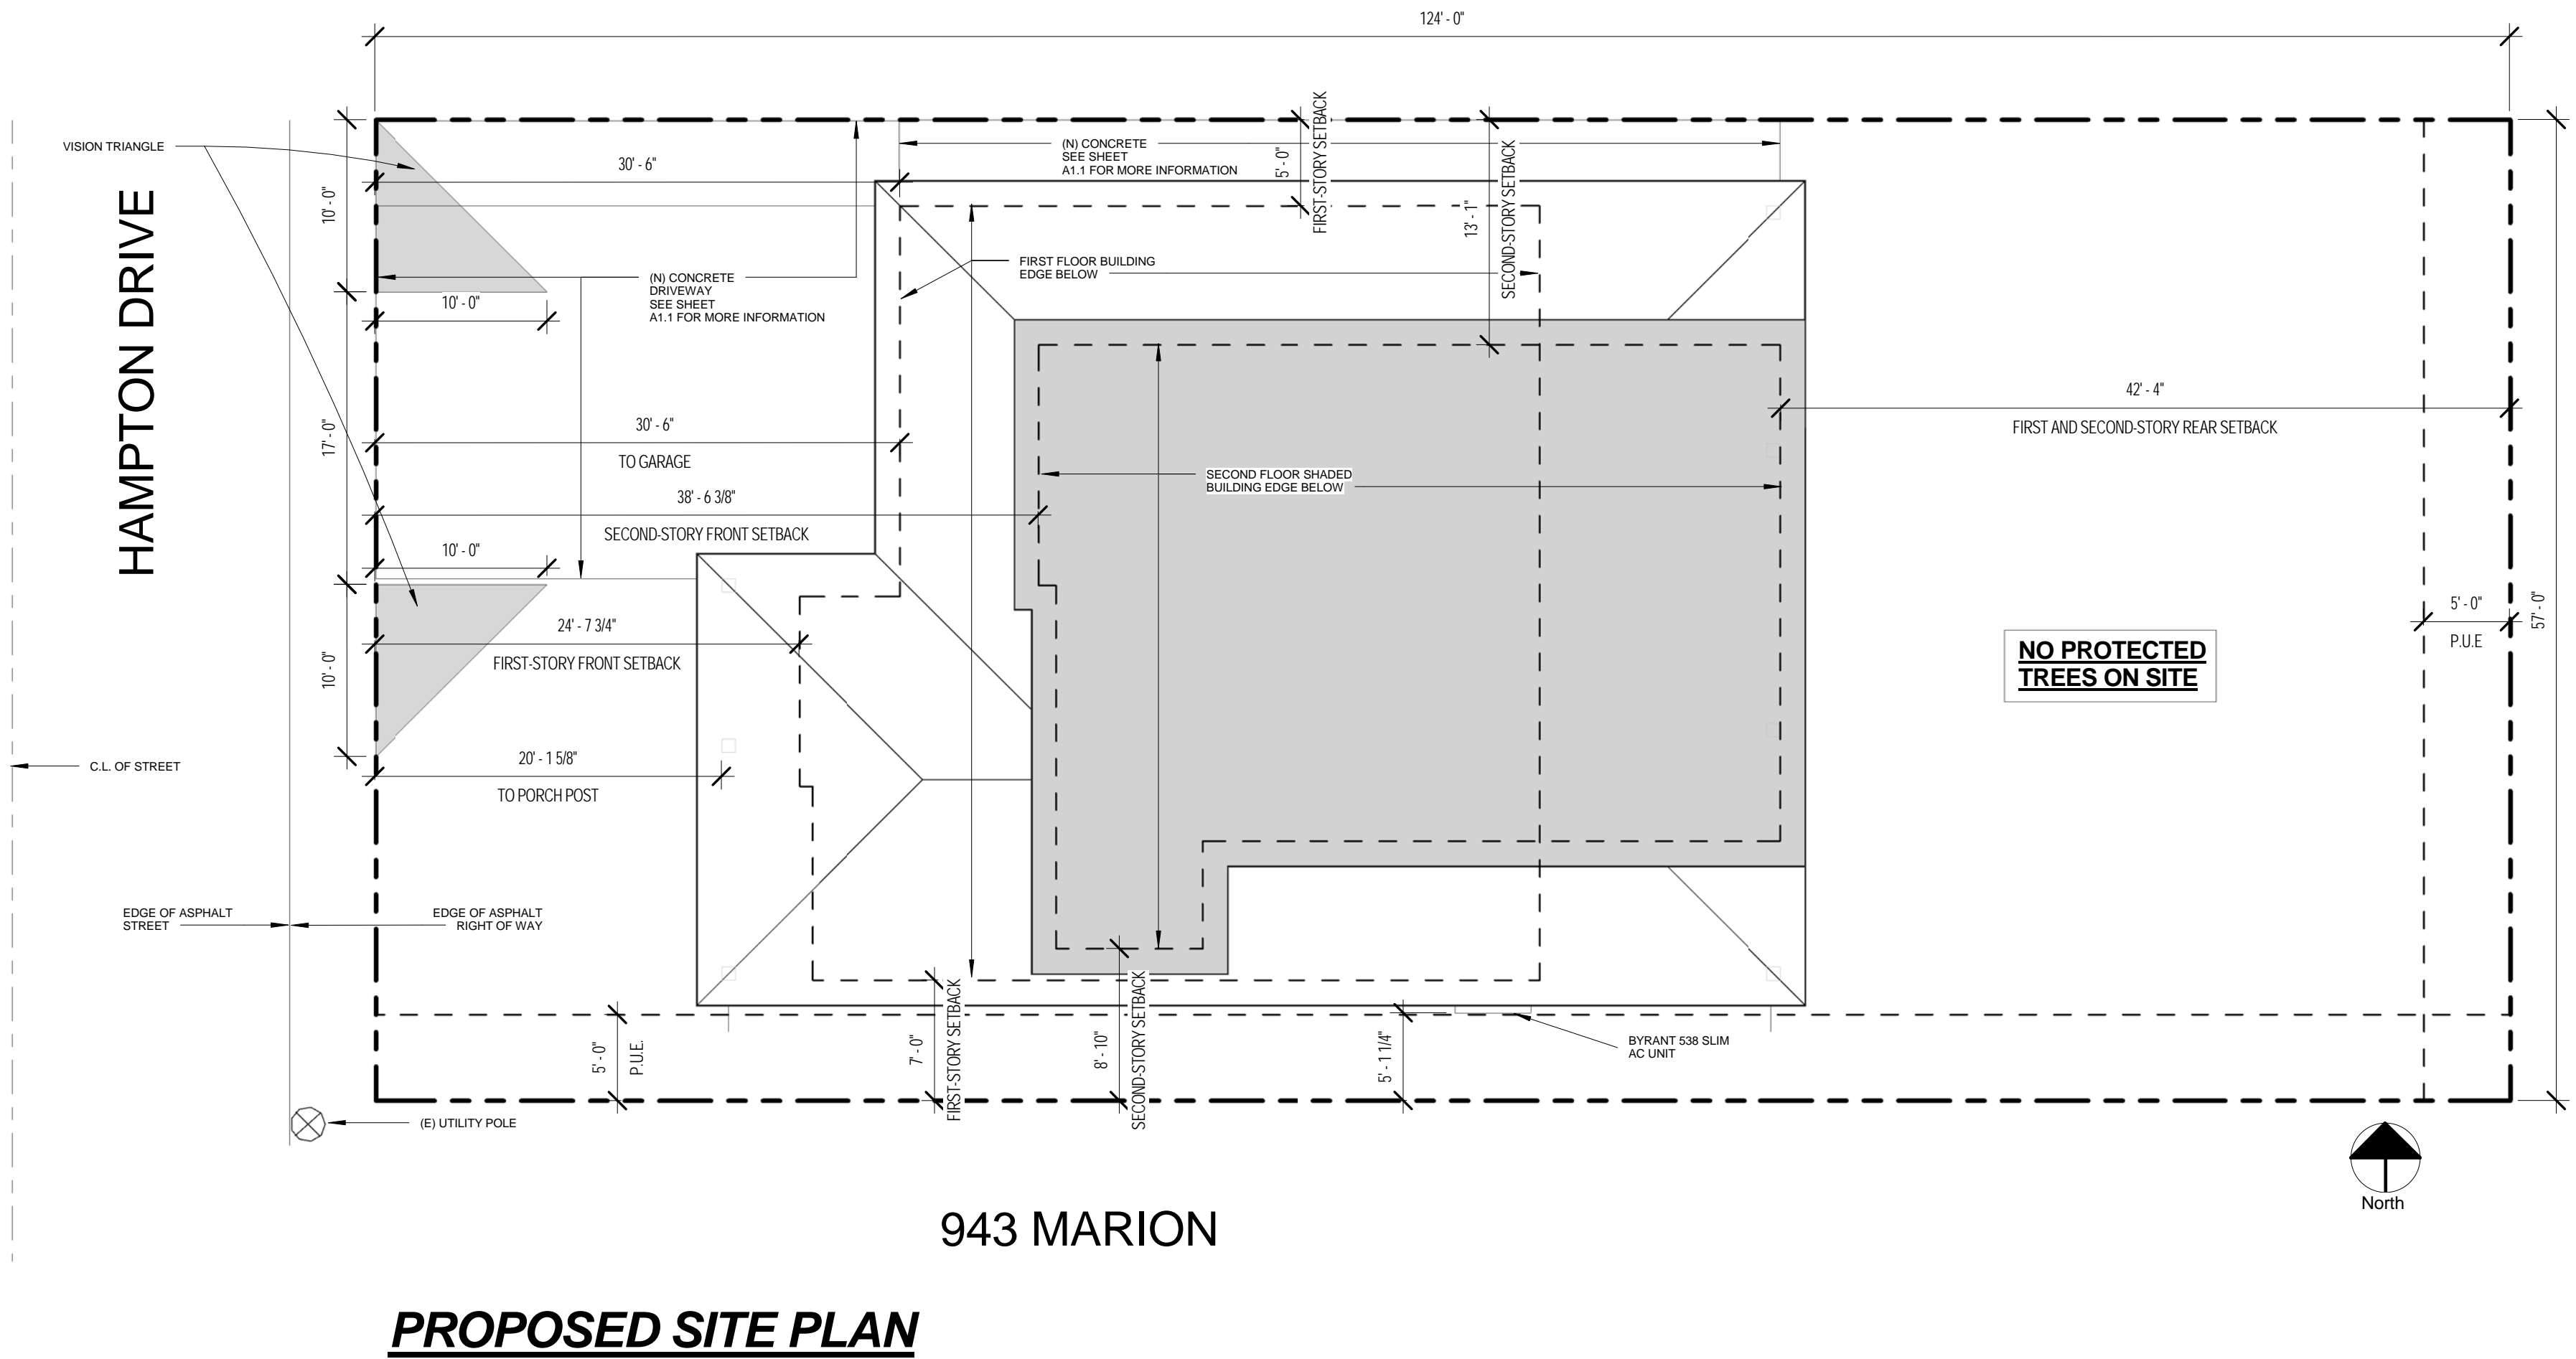 124' - 0"
VISION TRIANGLE
HAMPTON DRIVE
10' - 0"
30' - 6"
(N) CONCRETE
SEE SHEET
A1.1 FOR MORE INFORMATION
5' - 0"
FIRST-STORY SETBACK
13' - 1"
SECOND-STORY SETBACK
(N) CONCRETE
DRIVEWAY
SEE SHEET
A1.1 FOR MORE INFORMATION
10' - 0"
FIRST FLOOR BUILDING
EDGE BELOW
17' - 0"
30' - 6"
TO GARAGE
42' - 4"
FIRST AND SECOND-STORY REAR SETBACK
SECOND FLOOR SHADED
BUILDING EDGE BELOW
38' - 6 3/8"
SECOND-STORY FRONT SETBACK
10' - 0"
24' - 7 3/4"
FIRST-STORY FRONT SETBACK
10' - 0"
5' - 0"
P.U.E
57' - 0"
NO PROTECTED
TREES ON SITE
C.L. OF STREET
20' - 1 5/8"
TO PORCH POST
EDGE OF ASPHALT
STREET
EDGE OF ASPHALT
RIGHT OF WAY
5' - 0"
P.U.E.
7' - 0"
FIRST-STORY SETBACK
8' - 10"
SECOND-STORY SETBACK
5' - 1 1/4"
BYRANT 538 SLIM
AC UNIT
(E) UTILITY POLE
North
943 MARION
PROPOSED SITE PLAN